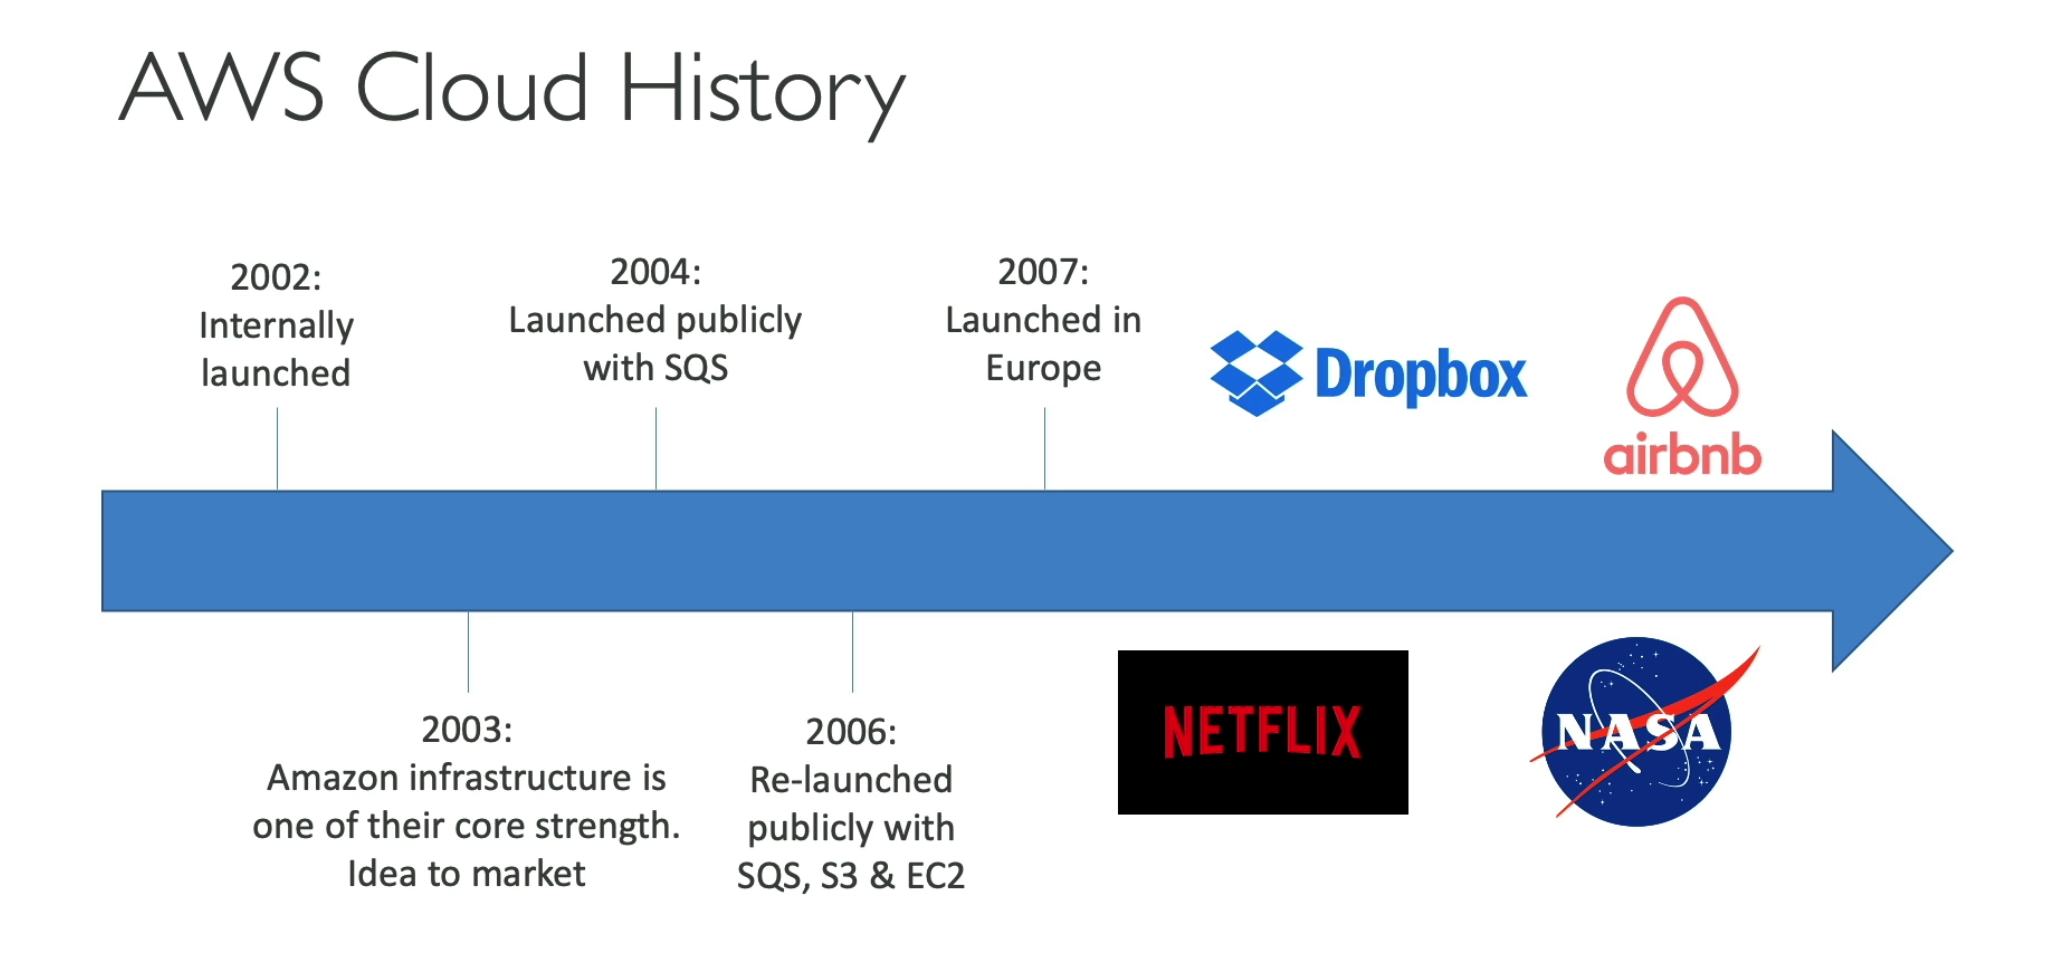 AWS Cloud History
2002:
Internally
launched
2004:
Launched publicly
with SQS
2007:
Launched in
Europe
Dropbox
airbnb
2003:
Amazon infrastructure is
one of their core strength.
Idea to market
2006:
Re-launched
publicly with
SQS, S3 & EC2
NETFLIX
NASA